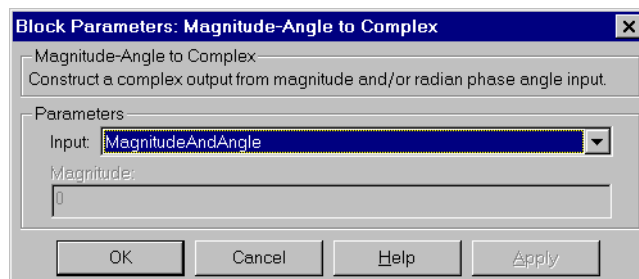 Block Parameters: Magnitude-Angle to Complex
Magnitude-Angle to Complex
Construct a complex output from magnitude and/or radian phase angle input.
Parameters
Input: MagnitudeAndAngle
Magnitude:
0
OK Cancel Help Apply